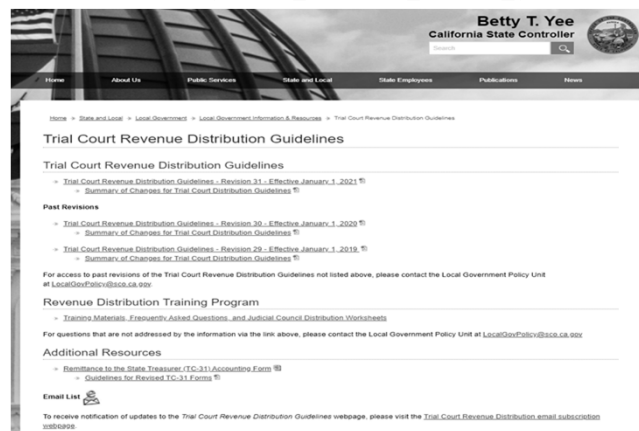 Betty T. Yee
California State Controller
Search
Home About Us Public Services State and Local State Employees Publications News
Home » State and Local » Local Government » Local Government Information & Resources » Trial Court Revenue Distribution Guidelines
Trial Court Revenue Distribution Guidelines
Trial Court Revenue Distribution Guidelines
Trial Court Revenue Distribution Guidelines - Revision 31 - Effective January 1, 2021
Summary of Changes for Trial Court Distribution Guidelines
Past Revisions
Trial Court Revenue Distribution Guidelines - Revision 30 - Effective January 1, 2020
Summary of Changes for Trial Court Distribution Guidelines
Trial Court Revenue Distribution Guidelines - Revision 29 - Effective January 1, 2019
Summary of Changes for Trial Court Distribution Guidelines
For access to past revisions of the Trial Court Revenue Distribution Guidelines not listed above, please contact the Local Government Policy Unit
at LocalGovPolicy@sco.ca.gov.
Revenue Distribution Training Program
Training Materials, Frequently Asked Questions, and Judicial Council Distribution Worksheets
For questions that are not addressed by the information via the link above, please contact the Local Government Policy Unit at LocalGovPolicy@sco.ca.gov
Additional Resources
Remittance to the State Treasurer (TC-31) Accounting Form
Guidelines for Revised TC-31 Forms
Email List
To receive notification of updates to the Trial Court Revenue Distribution Guidelines webpage, please visit the Trial Court Revenue Distribution email subscription
webpage.